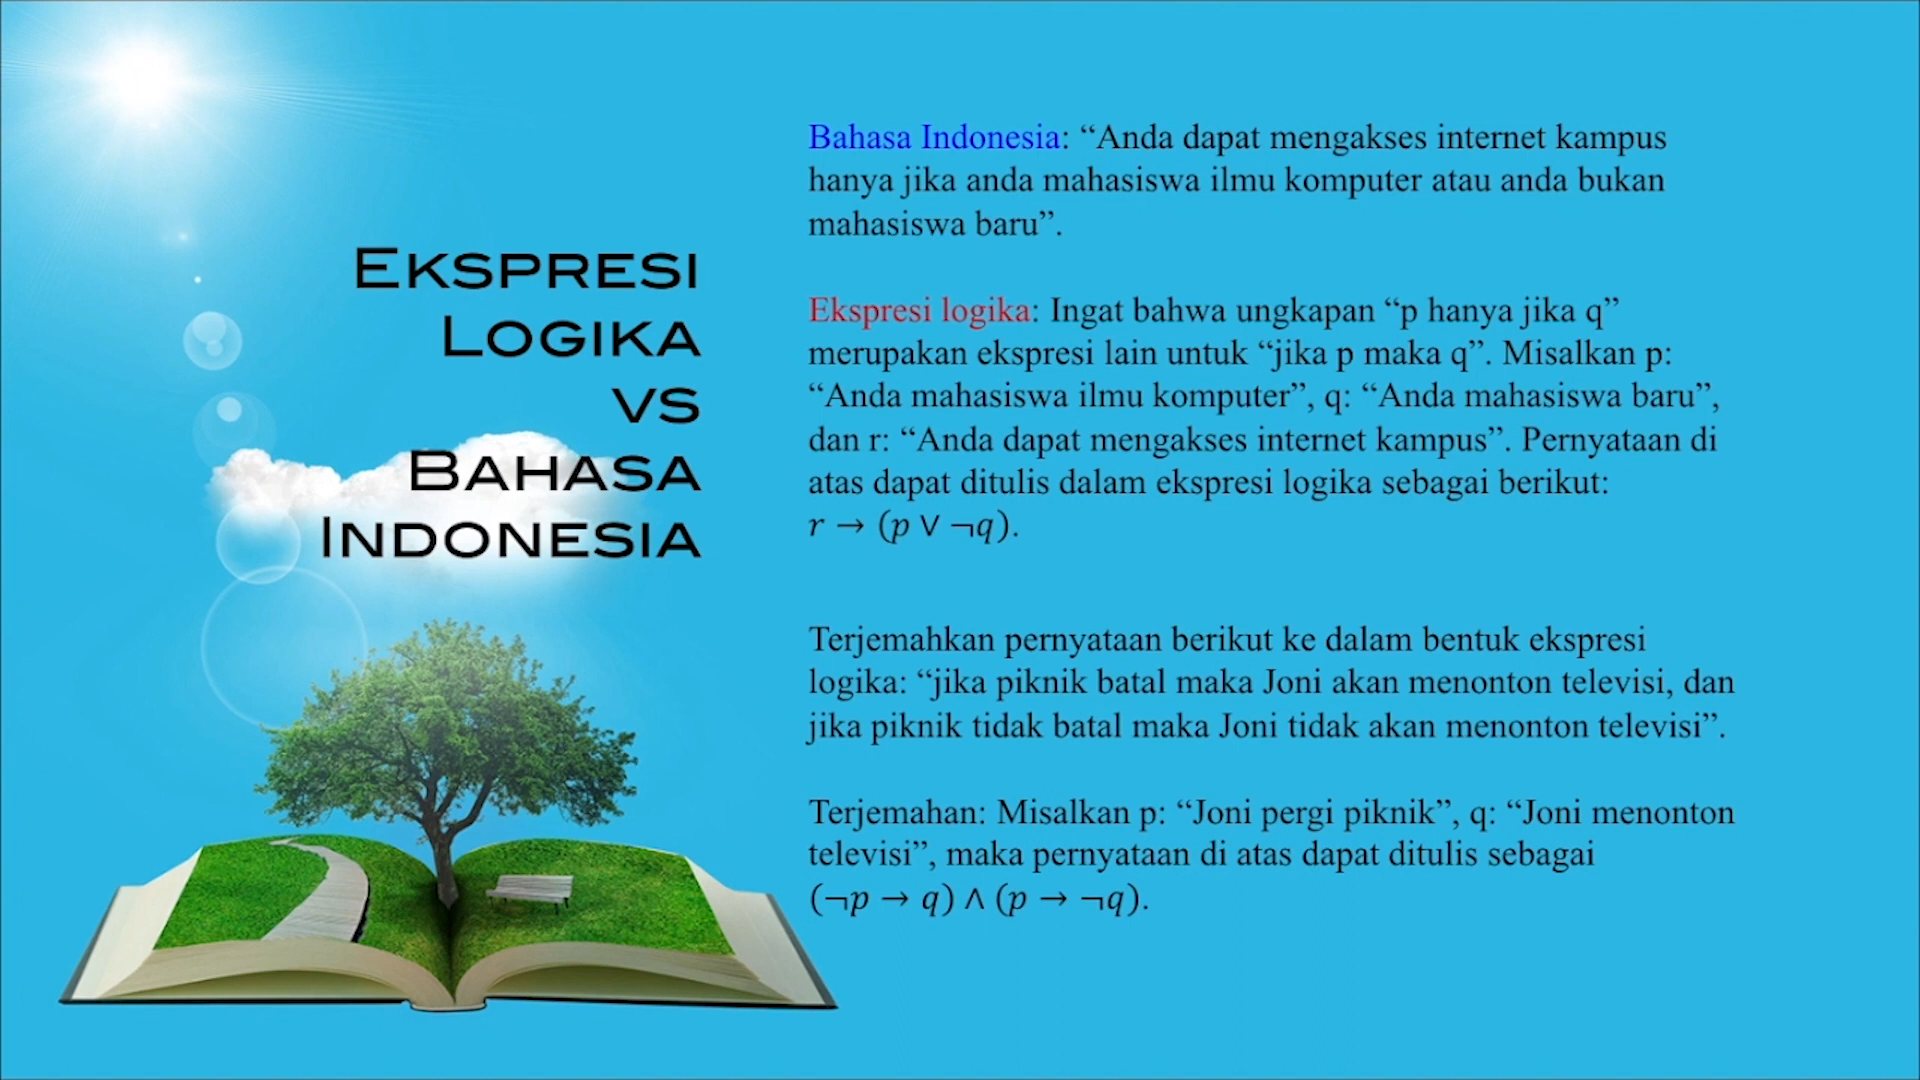 EKSPRESI
LOGIKA
VS
BAHASA
INDONESIA
Bahasa Indonesia: “Anda dapat mengakses internet kampus
hanya jika anda mahasiswa ilmu komputer atau anda bukan
mahasiswa baru”.
Ekspresi logika: Ingat bahwa ungkapan “p hanya jika q”
merupakan ekspresi lain untuk “jika p maka q”. Misalkan p:
“Anda mahasiswa ilmu komputer”, q: “Anda mahasiswa baru”,
dan r: “Anda dapat mengakses internet kampus”. Pernyataan di
atas dapat ditulis dalam ekspresi logika sebagai berikut:
r → (p ∨ ¬q).
Terjemahkan pernyataan berikut ke dalam bentuk ekspresi
logika: “jika piknik batal maka Joni akan menonton televisi, dan
jika piknik tidak batal maka Joni tidak akan menonton televisi”.
Terjemahan: Misalkan p: “Joni pergi piknik”, q: “Joni menonton
televisi”, maka pernyataan di atas dapat ditulis sebagai
(¬p → q) ∧ (p → ¬q).